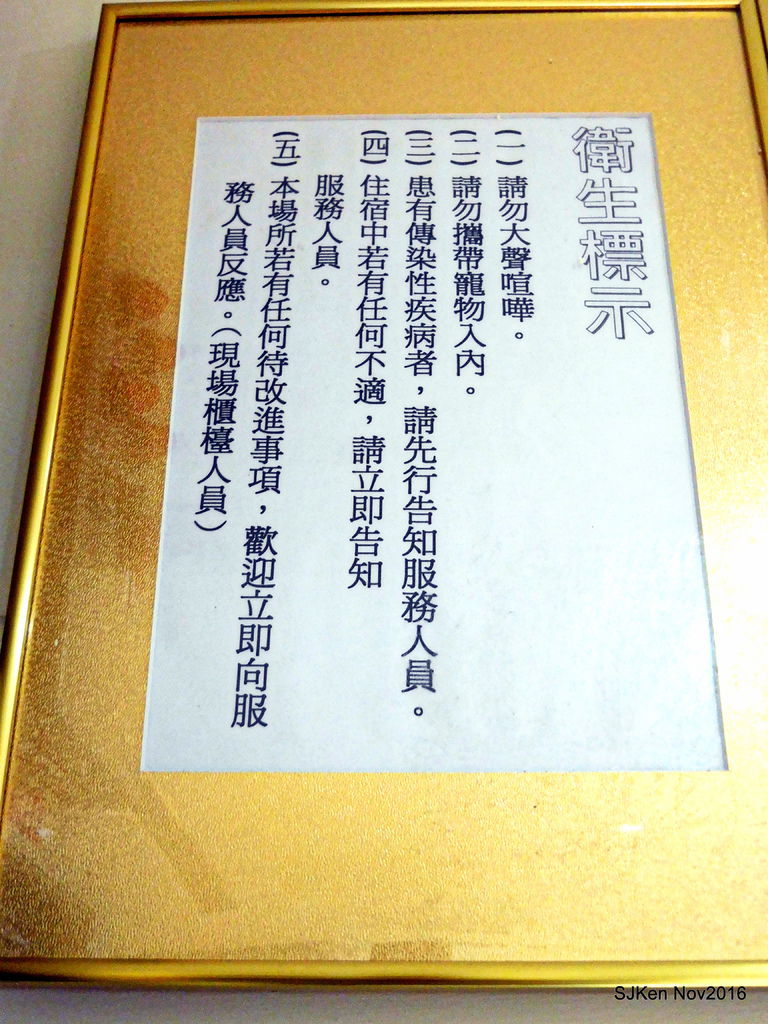 衛生標示
(一)請勿大聲喧嘩。
(二)請勿攜帶寵物入內。
(三)患有傳染性疾病者，請先行告知服務人員。
(四)住宿中若有任何不適，請立即告知
服務人員。
(五)本場所若有任何待改進事項，歡迎立即向服
務人員反應。(現場櫃檯人員)
SJKen Nov2016